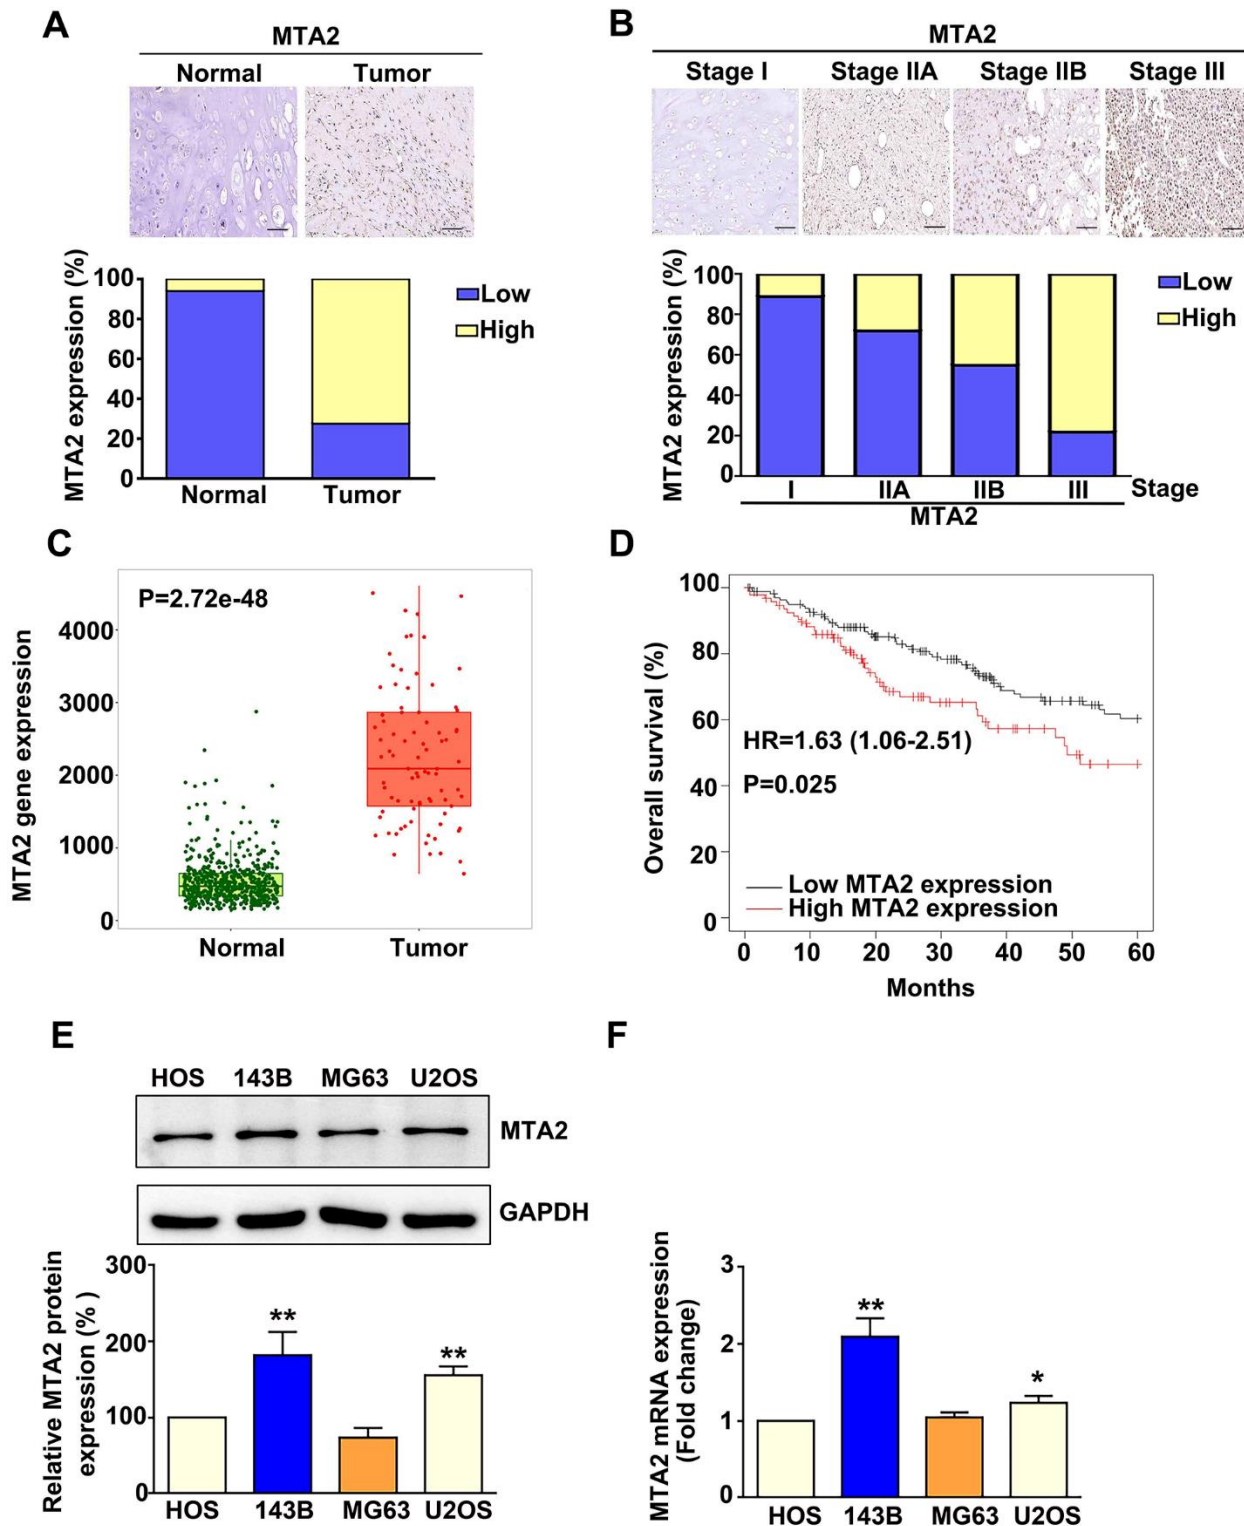 A
MTA2
Normal Tumor
MTA2 expression (%)
100
80
60
40
20
0
Normal Tumor
Low
High
B
MTA2
Stage I Stage IIA Stage IIB Stage III
MTA2 expression (%)
100
80
60
40
20
0
I IIA IIB III Stage
MTA2
Low
High
C
P=2.72e-48
MTA2 gene expression
4000
3000
2000
1000
0
Normal Tumor
D
Overall survival (%)
100
80
60
40
20
0
HR=1.63 (1.06-2.51)
P=0.025
Low MTA2 expression
High MTA2 expression
0 10 20 30 40 50 60
Months
E
HOS 143B MG63 U2OS
MTA2
GAPDH
Relative MTA2 protein
expression (% )
300
200
100
0
**
**
HOS 143B MG63 U2OS
F
MTA2 mRNA expression
(Fold change)
3
2
1
0
**
*
HOS 143B MG63 U2OS